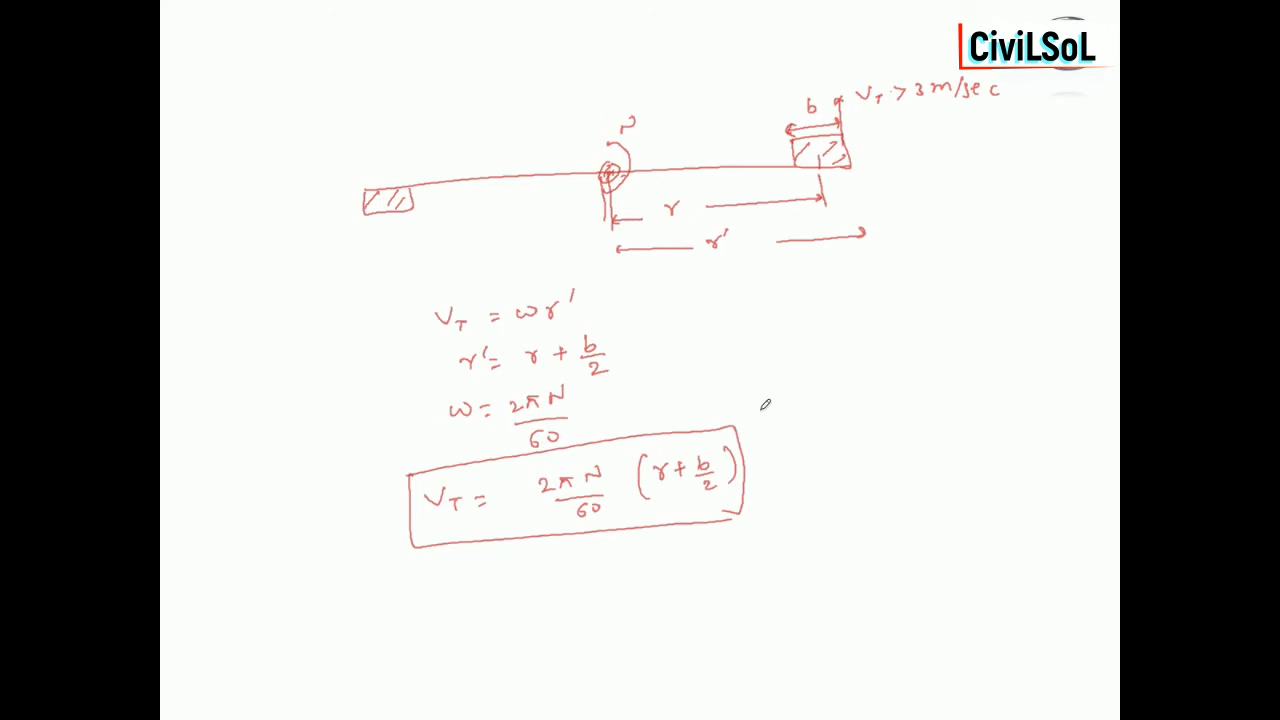 CiviLSoL
b
V_T > 3 m/sec
N
r
r'
V_T = ωr'
r' = r + b/2
ω = 2πN/60
V_T = 2πN/60 (r + b/2)